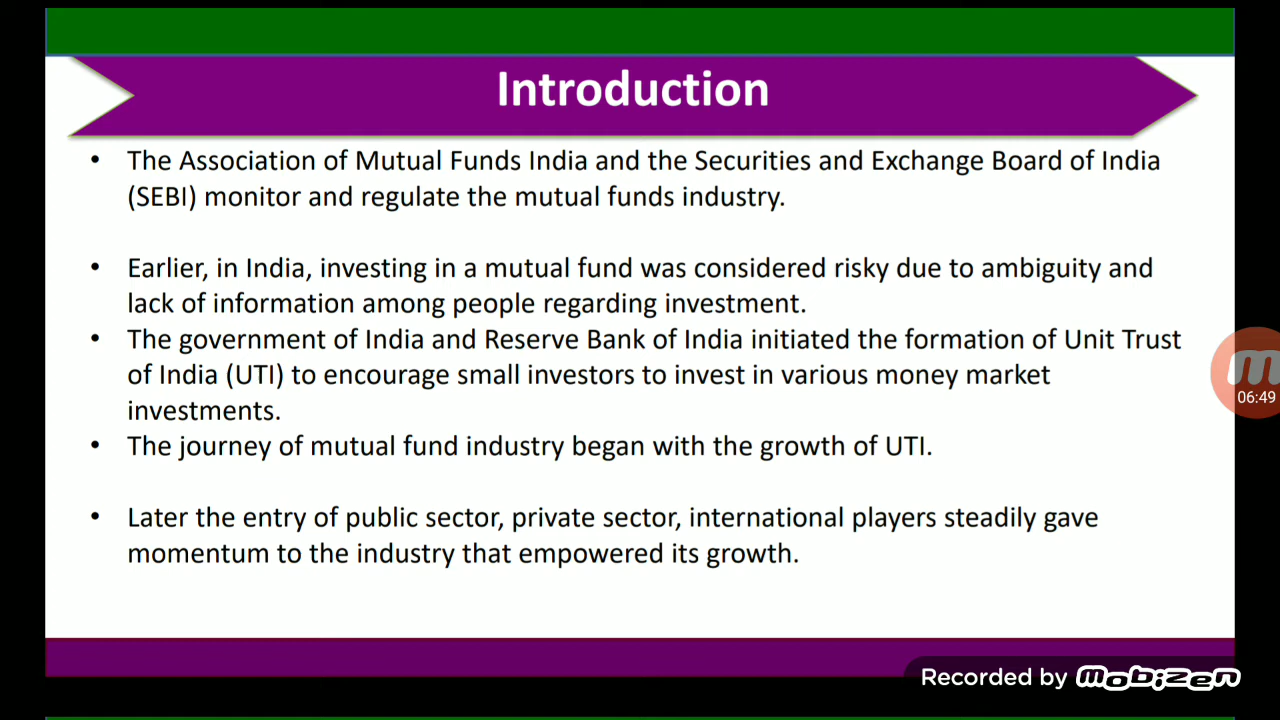 Introduction
• The Association of Mutual Funds India and the Securities and Exchange Board of India
(SEBI) monitor and regulate the mutual funds industry.
• Earlier, in India, investing in a mutual fund was considered risky due to ambiguity and
lack of information among people regarding investment.
• The government of India and Reserve Bank of India initiated the formation of Unit Trust
of India (UTI) to encourage small investors to invest in various money market
investments.
• The journey of mutual fund industry began with the growth of UTI.
• Later the entry of public sector, private sector, international players steadily gave
momentum to the industry that empowered its growth.
m
06:49
Recorded by mobizen